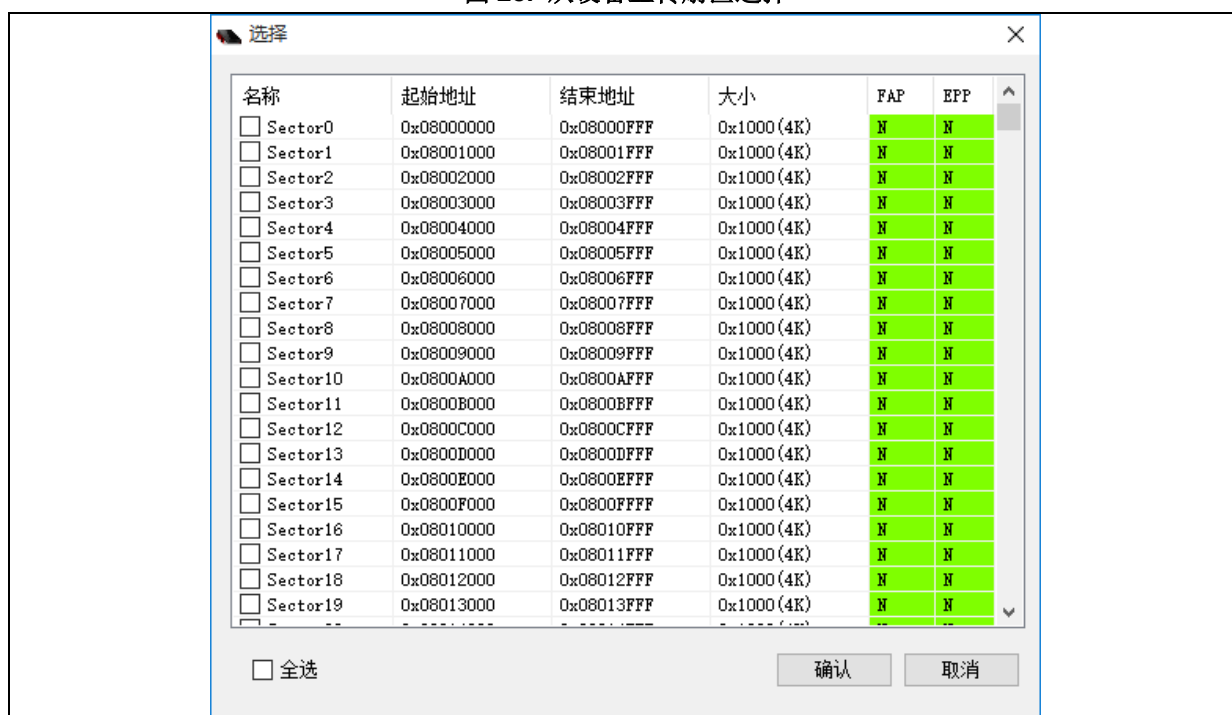 选择
名称 起始地址 结束地址 大小 FAP EPP
Sector0 0x08000000 0x08000FFF 0x1000(4K) N N
Sector1 0x08001000 0x08001FFF 0x1000(4K) N N
Sector2 0x08002000 0x08002FFF 0x1000(4K) N N
Sector3 0x08003000 0x08003FFF 0x1000(4K) N N
Sector4 0x08004000 0x08004FFF 0x1000(4K) N N
Sector5 0x08005000 0x08005FFF 0x1000(4K) N N
Sector6 0x08006000 0x08006FFF 0x1000(4K) N N
Sector7 0x08007000 0x08007FFF 0x1000(4K) N N
Sector8 0x08008000 0x08008FFF 0x1000(4K) N N
Sector9 0x08009000 0x08009FFF 0x1000(4K) N N
Sector10 0x0800A000 0x0800AFFF 0x1000(4K) N N
Sector11 0x0800B000 0x0800BFFF 0x1000(4K) N N
Sector12 0x0800C000 0x0800CFFF 0x1000(4K) N N
Sector13 0x0800D000 0x0800DFFF 0x1000(4K) N N
Sector14 0x0800E000 0x0800EFFF 0x1000(4K) N N
Sector15 0x0800F000 0x0800FFFF 0x1000(4K) N N
Sector16 0x08010000 0x08010FFF 0x1000(4K) N N
Sector17 0x08011000 0x08011FFF 0x1000(4K) N N
Sector18 0x08012000 0x08012FFF 0x1000(4K) N N
Sector19 0x08013000 0x08013FFF 0x1000(4K) N N
全选 确认 取消